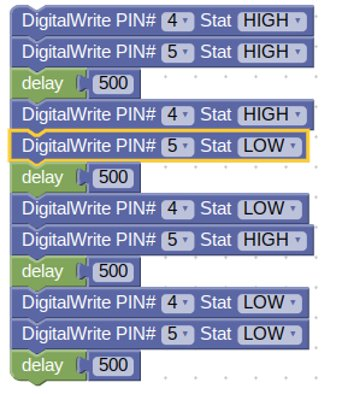 DigitalWrite PIN# 4 Stat HIGH
DigitalWrite PIN# 5 Stat HIGH
delay 500
DigitalWrite PIN# 4 Stat HIGH
DigitalWrite PIN# 5 Stat LOW
delay 500
DigitalWrite PIN# 4 Stat LOW
DigitalWrite PIN# 5 Stat HIGH
delay 500
DigitalWrite PIN# 4 Stat LOW
DigitalWrite PIN# 5 Stat LOW
delay 500